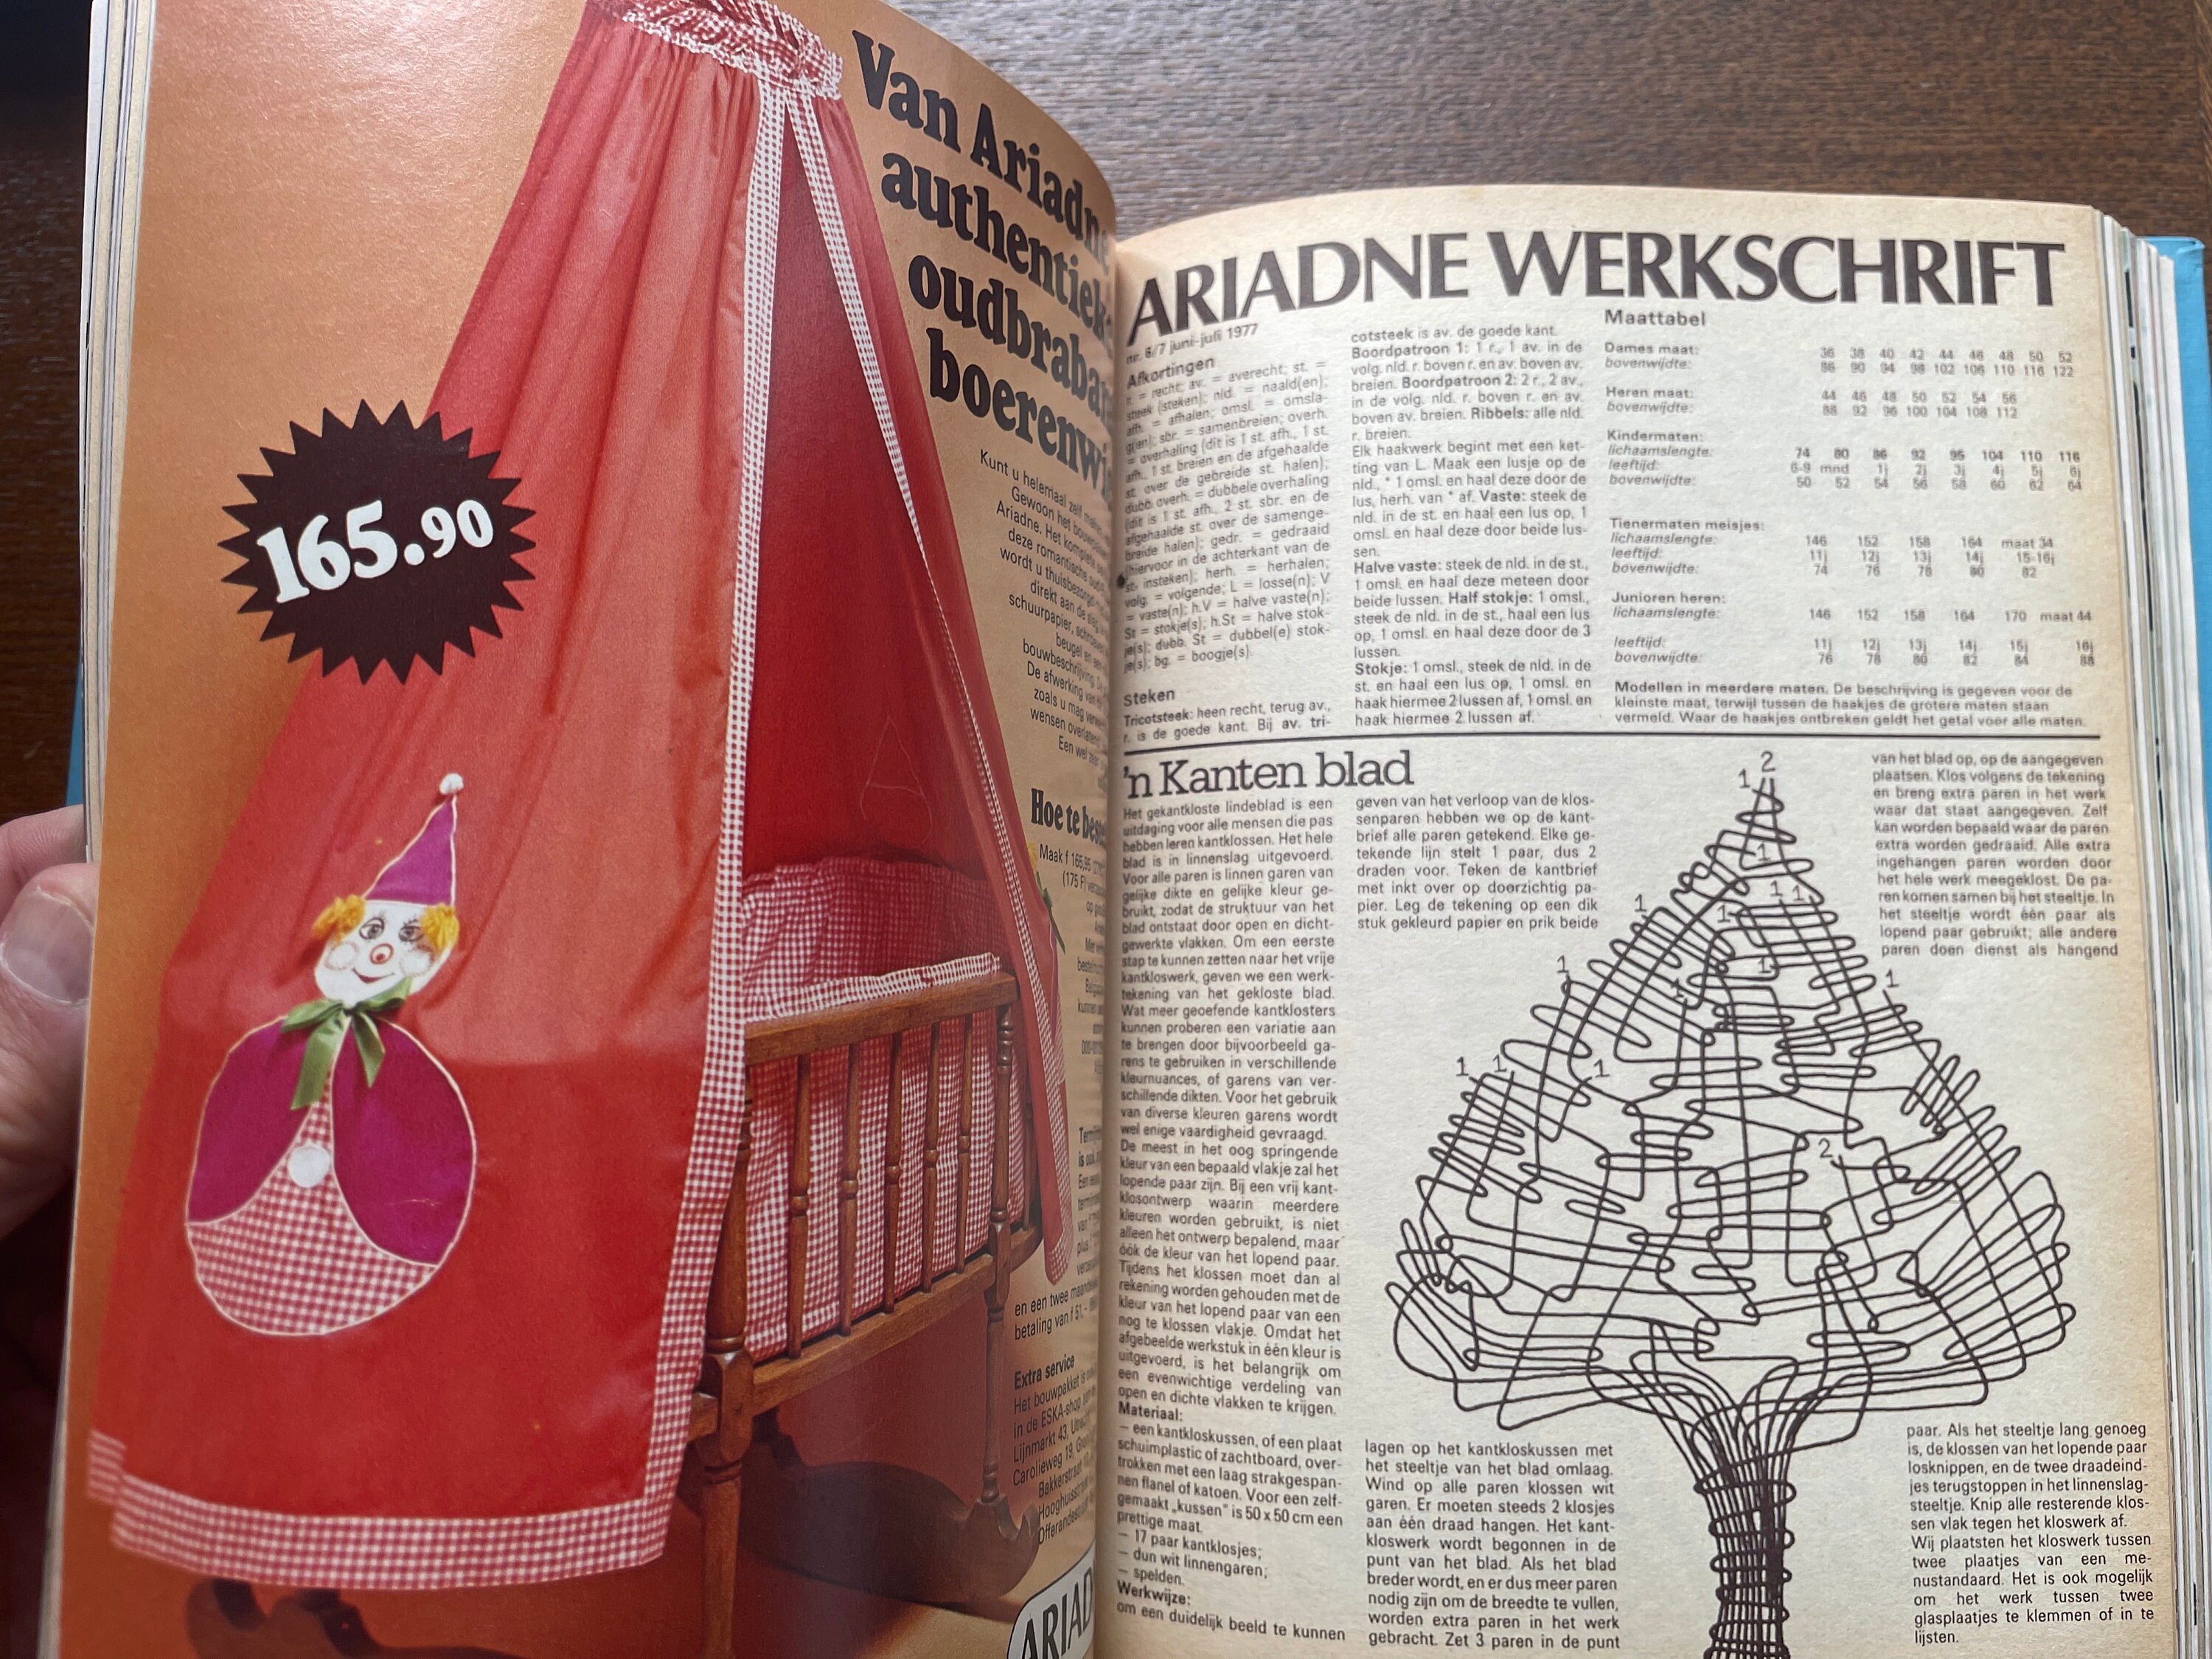 Van Ariadne
authentiek
oudbraba
boerenwi
165.90
Kunt u helemaal zelf
Gewoon het
Ariadne. Het
deze romantische
wordt u thuisbezorgd
direkt aan de
schuurpapier,
beugel en
bouwbeschrijving.
De afwerking van
zoals u mag
wensen
Een wel
Hoe te
Maak f 165,95
(175 F)
en een twee
betaling van f 51,-
Extra service
Het bouwpakket is
in de ESKA-shop
Lijnmarkt 43, Utrecht
Carolieweg 19,
Bakkerstraat
Hooghuisstraat
Offerandestraat
ARIAD
ARIADNE WERKSCHRIFT
nr. 6/7 juni-juli 1977
Afkortingen
r. = recht; av. = averecht; st. =
steek (steken); nld. = naald(en);
afh. = afhalen; omsl. = omsla-
g(en); sbr. = samenbreien; overh.
= overhaling (dit is 1 st. afh., 1 st.
afh., 1 st. breien en de afgehaalde
st. over de gebreide st. halen);
dubb.overh. = dubbele overhaling
(dit is 1 st. afh., 2 st. sbr. en de
afgehaalde st. over de samenge-
breide halen); gedr. = gedraaid
(hiervoor in de achterkant van de
st. insteken); herh. = herhalen;
volg. = volgende; L = losse(n); V
= vaste(n); h.V = halve vaste(n);
St = stokje(s); h.St = halve stok-
je(s); dubb. St = dubbel(e) stok-
je(s); bg. = boogje(s).
Steken
Tricotsteek: heen recht, terug av.,
r. is de goede kant. Bij av. tri-
cotsteek is av. de goede kant.
Boordpatroon 1: 1 r., 1 av. in de
volg. nld. r. boven r. en av. boven av.
breien. Boordpatroon 2: 2 r., 2 av.,
in de volg. nld. r. boven r. en av.
boven av. breien. Ribbels: alle nld.
r. breien.
Elk haakwerk begint met een ket-
ting van L. Maak een lusje op de
nld., * 1 omsl. en haal deze door de
lus, herh. van * af. Vaste: steek de
nld. in de st. en haal een lus op, 1
omsl. en haal deze door beide lus-
sen.
Halve vaste: steek de nld. in de st.,
1 omsl. en haal deze meteen door
beide lussen. Half stokje: 1 omsl.,
steek de nld. in de st., haal een lus
op, 1 omsl. en haal deze door de 3
lussen.
Stokje: 1 omsl., steek de nld. in de
st. en haal een lus op, 1 omsl. en
haak hiermee 2 lussen af, 1 omsl. en
haak hiermee 2 lussen af.
Maattabel
Dames maat: 36 38 40 42 44 46 48 50 52
bovenwijdte: 86 90 94 98 102 106 110 116 122
Heren maat: 44 46 48 50 52 54 56
bovenwijdte: 88 92 96 100 104 108 112
Kindermaten:
lichaamslengte: 74 80 86 92 98 104 110 116
leeftijd: 6-9 mnd 1j 2j 3j 4j 5j 6j
bovenwijdte: 50 52 54 56 58 60 62 64
Tienermaten meisjes:
lichaamslengte: 146 152 158 164 maat 34
leeftijd: 11j 12j 13j 14j 15-16j
bovenwijdte: 74 76 78 80 82
Junioren heren:
lichaamslengte: 146 152 158 164 170 maat 44
leeftijd: 11j 12j 13j 14j 15j 16j
bovenwijdte: 76 78 80 82 84 88
Modellen in meerdere maten. De beschrijving is gegeven voor de
kleinste maat, terwijl tussen de haakjes de grotere maten staan
vermeld. Waar de haakjes ontbreken geldt het getal voor alle maten.
'n Kanten blad
Het gekantkloste lindeblad is een
uitdaging voor alle mensen die pas
hebben leren kantklossen. Het hele
blad is in linnenslag uitgevoerd.
Voor alle paren is linnen garen van
gelijke dikte en gelijke kleur ge-
bruikt, zodat de struktuur van het
blad ontstaat door open en dicht-
gewerkte vlakken. Om een eerste
stap te kunnen zetten naar het vrije
kantkloswerk, geven we een werk-
tekening van het gekloste blad.
Wat meer geoefende kantklosters
kunnen proberen een variatie aan
te brengen door bijvoorbeeld ga-
rens te gebruiken in verschillende
kleurnuances, of garens van ver-
schillende dikten. Voor het gebruik
van diverse kleuren garens wordt
wel enige vaardigheid gevraagd.
De meest in het oog springende
kleur van een bepaald vlakje zal het
lopende paar zijn. Bij een vrij kant-
klosontwerp waarin meerdere
kleuren worden gebruikt, is niet
alleen het ontwerp bepalend, maar
óók de kleur van het lopend paar.
Tijdens het klossen moet dan al
rekening worden gehouden met de
kleur van het lopend paar van een
nog te klossen vlakje. Omdat het
afgebeelde werkstuk in één kleur is
uitgevoerd, is het belangrijk om
een evenwichtige verdeling van
open en dichte vlakken te krijgen.
Materiaal:
– een kantkloskussen, of een plaat
schuimplastic of zachtboard, over-
trokken met een laag strakgespan-
nen flanel of katoen. Voor een zelf-
gemaakt „kussen" is 50 x 50 cm een
prettige maat.
– 17 paar kantklosjes;
– dun wit linnengaren;
– spelden.
Werkwijze:
om een duidelijk beeld te kunnen
geven van het verloop van de klos-
senparen hebben we op de kant-
brief alle paren getekend. Elke ge-
tekende lijn stelt 1 paar, dus 2
draden voor. Teken de kantbrief
met inkt over op doorzichtig pa-
pier. Leg de tekening op een dik
stuk gekleurd papier en prik beide
lagen op het kantkloskussen met
het steeltje van het blad omlaag.
Wind op alle paren klossen wit
garen. Er moeten steeds 2 klosjes
aan één draad hangen. Het kant-
kloswerk wordt begonnen in de
punt van het blad. Als het blad
breder wordt, en er dus meer paren
nodig zijn om de breedte te vullen,
worden extra paren in het werk
gebracht. Zet 3 paren in de punt
van het blad op, op de aangegeven
plaatsen. Klos volgens de tekening
en breng extra paren in het werk
waar dat staat aangegeven. Zelf
kan worden bepaald waar de paren
extra worden gedraaid. Alle extra
ingehangen paren worden door
het hele werk meegeklost. De pa-
ren komen samen bij het steeltje. In
het steeltje wordt één paar als
lopend paar gebruikt; alle andere
paren doen dienst als hangend
paar. Als het steeltje lang genoeg
is, de klossen van het lopende paar
losknippen, en de twee draadeind-
jes terugstoppen in het linnenslag-
steeltje. Knip alle resterende klos-
sen vlak tegen het kloswerk af.
Wij plaatsten het kloswerk tussen
twee plaatjes van een me-
nustandaard. Het is ook mogelijk
om het werk tussen twee
glasplaatjes te klemmen of in te
lijsten.
2
1
1
1
1
1
1
1
1
1
1
1
1
1
2